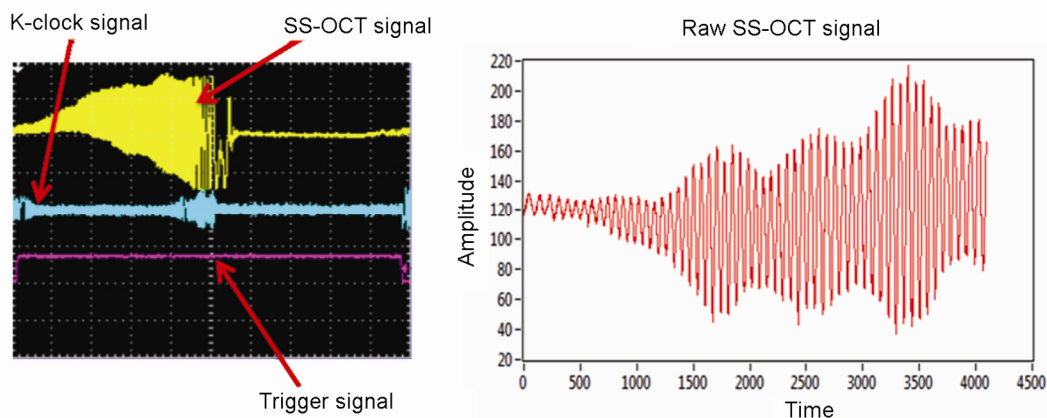 K-clock signal
SS-OCT signal
Trigger signal
Raw SS-OCT signal
220
200
180
160
140
120
100
80
60
40
20
Amplitude
0 500 1000 1500 2000 2500 3000 3500 4000 4500
Time